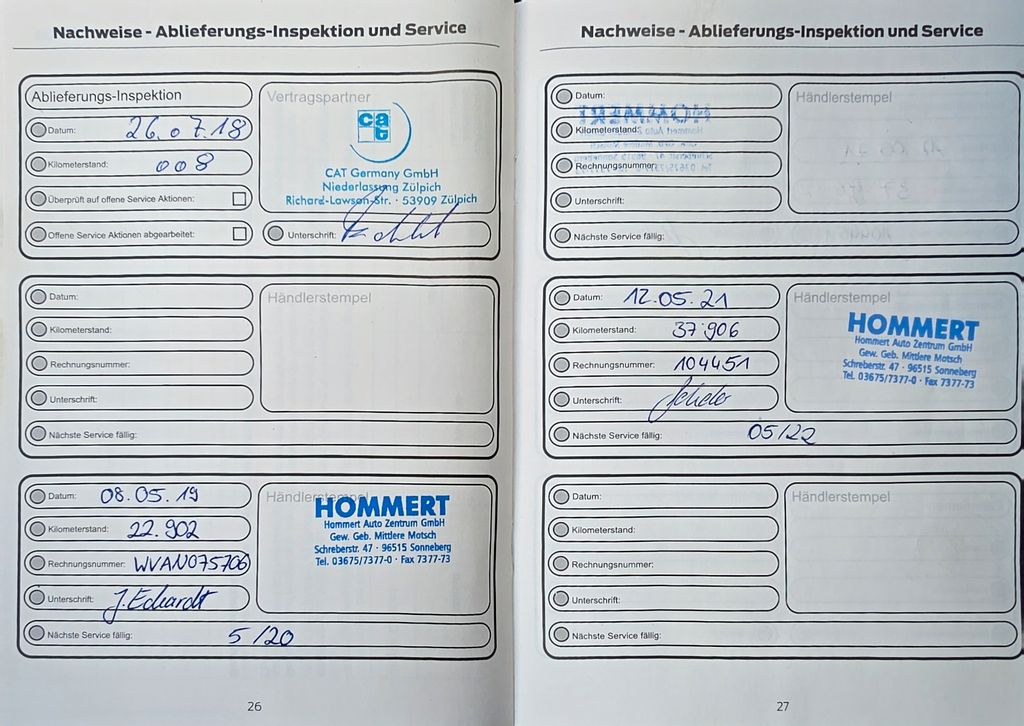 Nachweise - Ablieferungs-Inspektion und Service
Ablieferungs-Inspektion
Datum: 26.07.18
Kilometerstand: 008
Überprüft auf offene Service Aktionen:
Offene Service Aktionen abgearbeitet:
Vertragspartner
cat
CAT Germany GmbH
Niederlassung Zülpich
Richard-Lawson-Str. · 53909 Zülpich
Unterschrift:
Datum:
Kilometerstand:
Rechnungsnummer:
Unterschrift:
Nächste Service fällig:
Händlerstempel
Datum: 08.05.19
Kilometerstand: 22.902
Rechnungsnummer: WVAN075706
Unterschrift: J. Eckardt
Nächste Service fällig: 5/20
Händlerstempel
HOMMERT
Hommert Auto Zentrum GmbH
Gew. Geb. Mittlere Motsch
Schreberstr. 47 · 96515 Sonneberg
Tel. 03675/7377-0 · Fax 7377-73
26
Nachweise - Ablieferungs-Inspektion und Service
Datum:
Kilometerstand:
Rechnungsnummer:
Unterschrift:
Nächste Service fällig:
Händlerstempel
Datum: 12.05.21
Kilometerstand: 37.906
Rechnungsnummer: 104451
Unterschrift:
Nächste Service fällig: 05/22
Händlerstempel
HOMMERT
Hommert Auto Zentrum GmbH
Gew. Geb. Mittlere Motsch
Schreberstr. 47 · 96515 Sonneberg
Tel. 03675/7377-0 · Fax 7377-73
Datum:
Kilometerstand:
Rechnungsnummer:
Unterschrift:
Nächste Service fällig:
Händlerstempel
27